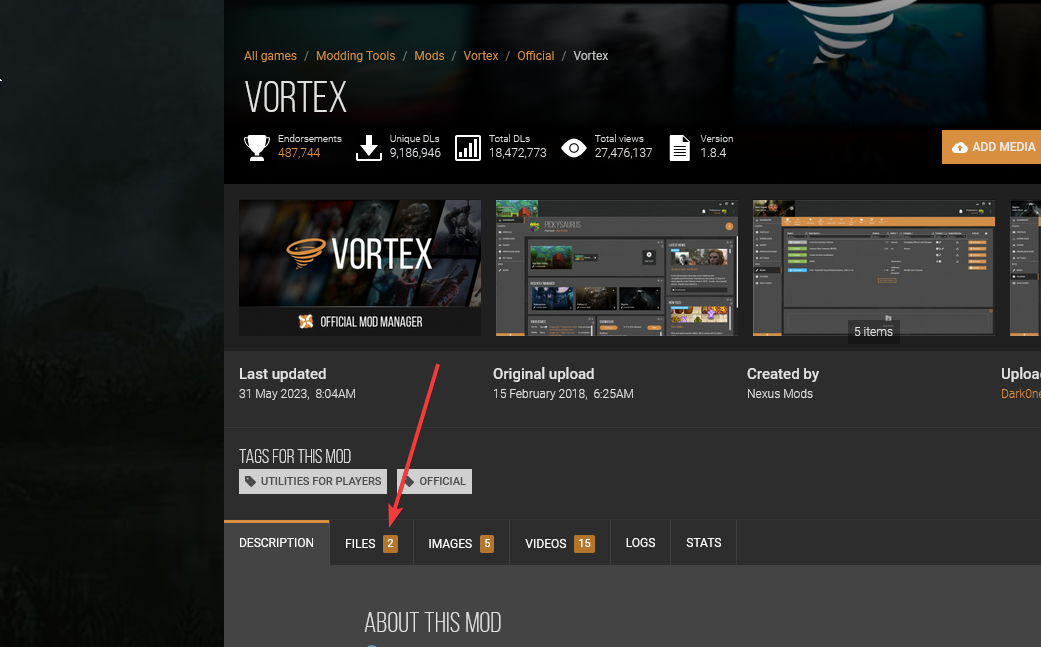 All games / Modding Tools / Mods / Vortex / Official / Vortex
VORTEX
Endorsements
487,744
Unique DLs
9,186,946
Total DLs
18,472,773
Total views
27,476,137
Version
1.8.4
ADD MEDIA
VORTEX
OFFICIAL MOD MANAGER
PICKYSAURUS
5 items
Last updated
31 May 2023, 8:04AM
Original upload
15 February 2018, 6:25AM
Created by
Nexus Mods
Uploa
Dark0ne
TAGS FOR THIS MOD
UTILITIES FOR PLAYERS
OFFICIAL
DESCRIPTION
FILES 2
IMAGES 5
VIDEOS 15
LOGS
STATS
ABOUT THIS MOD